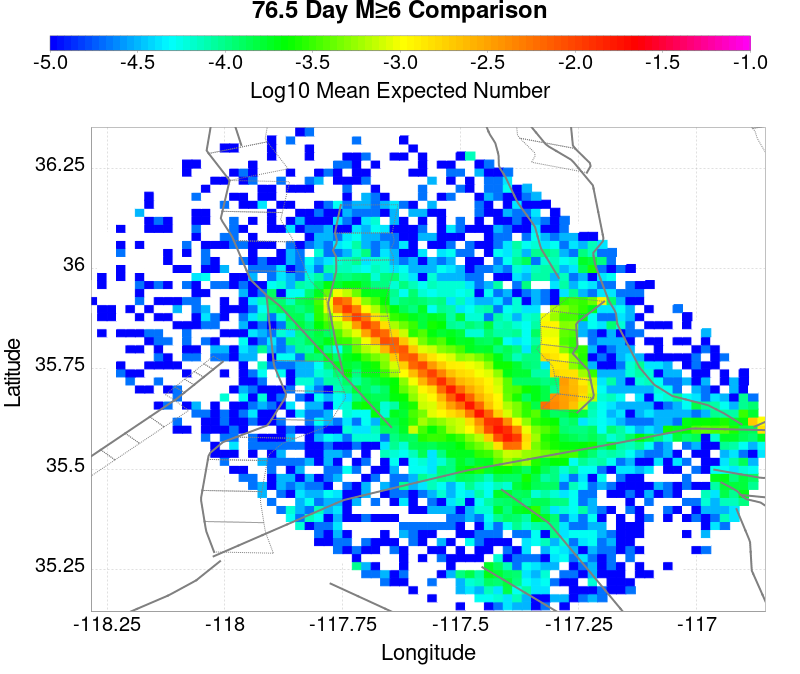 76.5 Day M≥6 Comparison
-5.0 -4.5 -4.0 -3.5 -3.0 -2.5 -2.0 -1.5 -1.0
Log10 Mean Expected Number
36.25
36
35.75
35.5
35.25
Latitude
-118.25 -118 -117.75 -117.5 -117.25 -117
Longitude